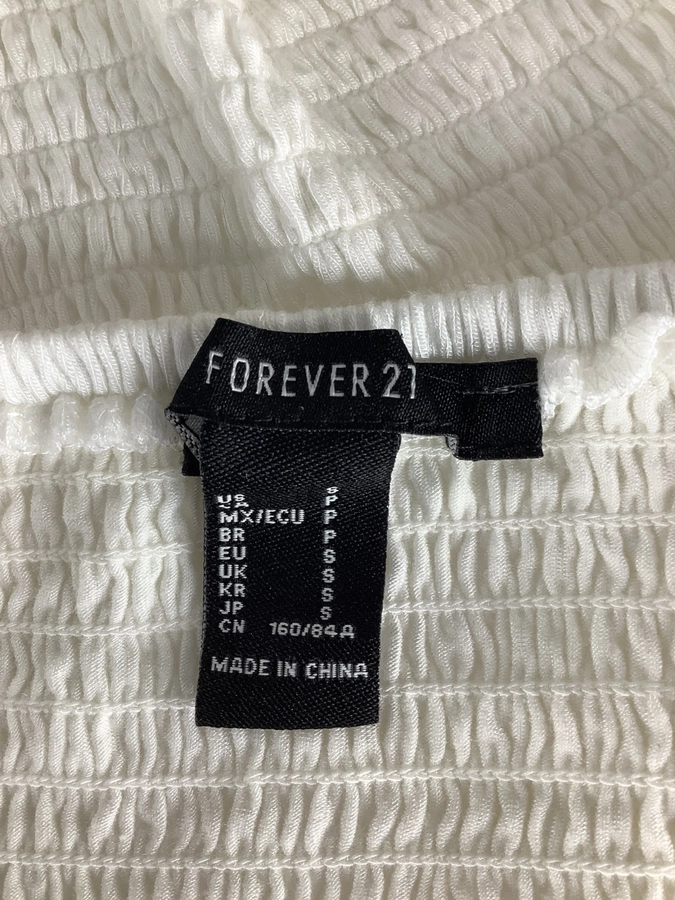 FOREVER 21
US S
P
MX/ECU P
BR P
EU S
UK S
KR S
JP S
CN 160/84A
MADE IN CHINA